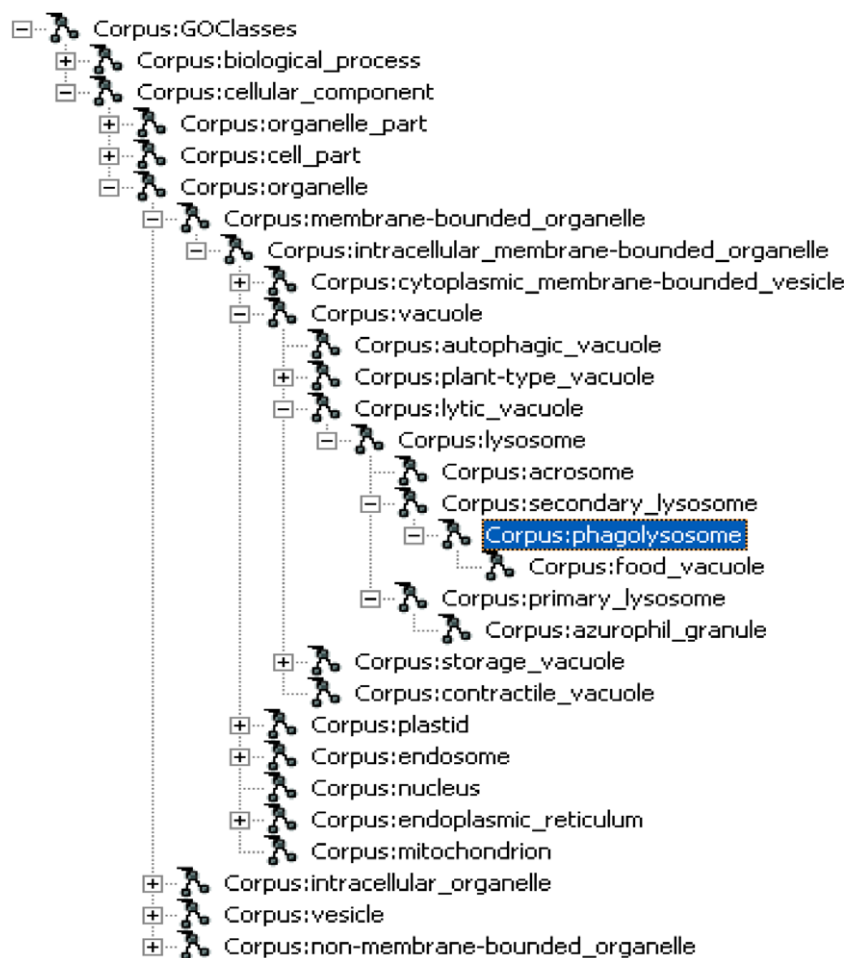 Corpus:GOClasses
Corpus:biological_process
Corpus:cellular_component
Corpus:organelle_part
Corpus:cell_part
Corpus:organelle
Corpus:membrane-bounded_organelle
Corpus:intracellular_membrane-bounded_organelle
Corpus:cytoplasmic_membrane-bounded_vesicle
Corpus:vacuole
Corpus:autophagic_vacuole
Corpus:plant-type_vacuole
Corpus:lytic_vacuole
Corpus:lysosome
Corpus:acrosome
Corpus:secondary_lysosome
Corpus:phagolysosome
Corpus:food_vacuole
Corpus:primary_lysosome
Corpus:azurophil_granule
Corpus:storage_vacuole
Corpus:contractile_vacuole
Corpus:plastid
Corpus:endosome
Corpus:nucleus
Corpus:endoplasmic_reticulum
Corpus:mitochondrion
Corpus:intracellular_organelle
Corpus:vesicle
Corpus:non-membrane-bounded_organelle